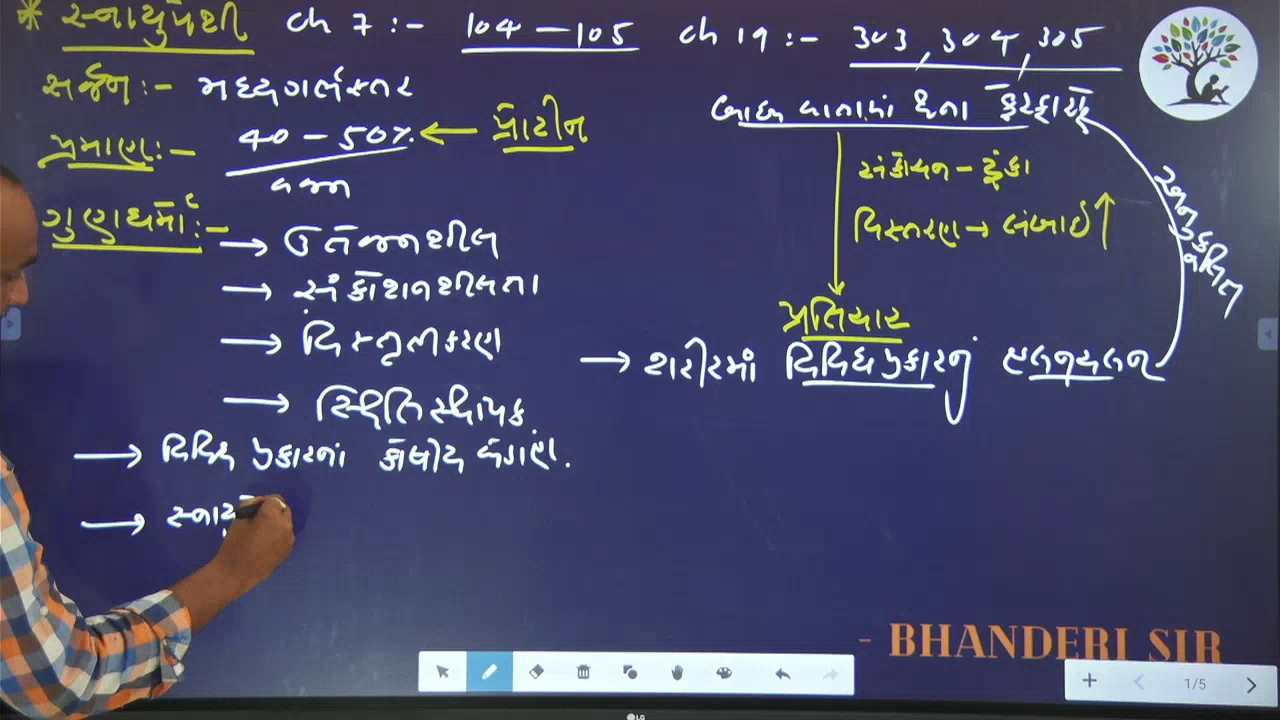 * સ્નાયુપેશી ch 7 :- 104 – 105 ch 19 :- 303, 304, 305
સર્જન :- મધ્યગર્ભસ્તર
પ્રમાણ :- 40 – 50% ← પ્રોટીન
વજન
ગુણધર્મો :-
→ ઉત્તેજનશીલ
→ સંકોચનશીલતા
→ વિસ્તૃતીકરણ
→ સ્થિતિસ્થાપક
→ વિવિધ પ્રકારનાં કોષીય
→ સ્નાયુ
બાહ્ય વાતા થતા ફેરફારો
સંકોચન – ટૂંકા
વિસ્તરણ → લંબાઈ ↑
પ્રતિચાર
→ શરીરમાં વિવિધ પ્રકારનું હલનચલન
અનુકૂલિત
- BHANDERI SIR
1/5
LG